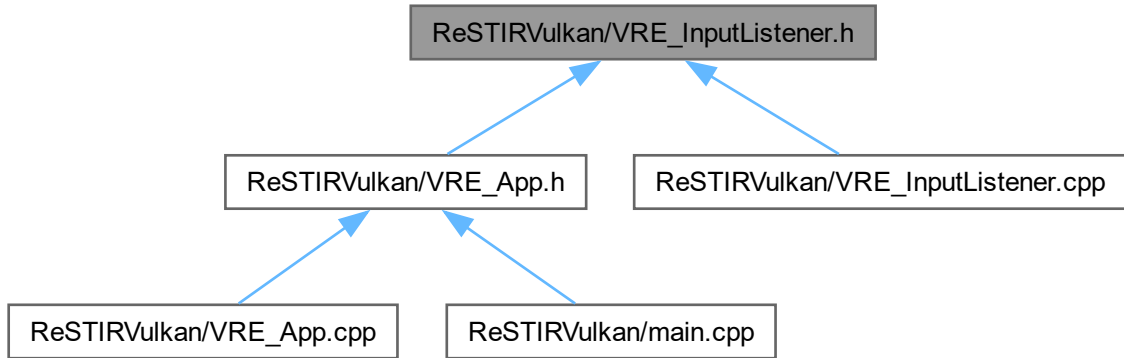 ReSTIRVulkan/VRE_InputListener.h
ReSTIRVulkan/VRE_App.h
ReSTIRVulkan/VRE_InputListener.cpp
ReSTIRVulkan/VRE_App.cpp
ReSTIRVulkan/main.cpp